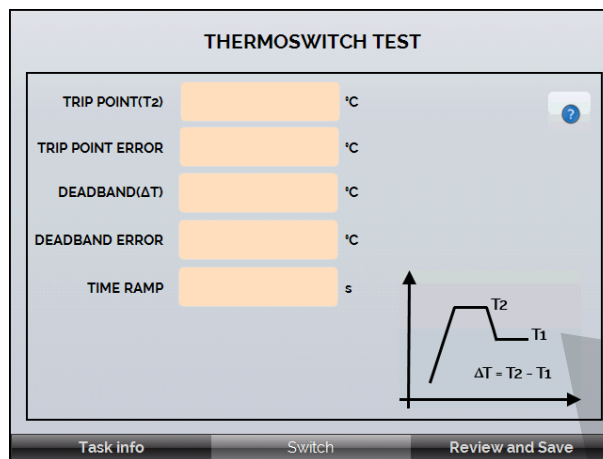 THERMOSWITCH TEST
TRIP POINT(T2) °C
?
TRIP POINT ERROR °C
DEADBAND(ΔT) °C
DEADBAND ERROR °C
TIME RAMP s
T2
T1
ΔT = T2 - T1
Task info Switch Review and Save